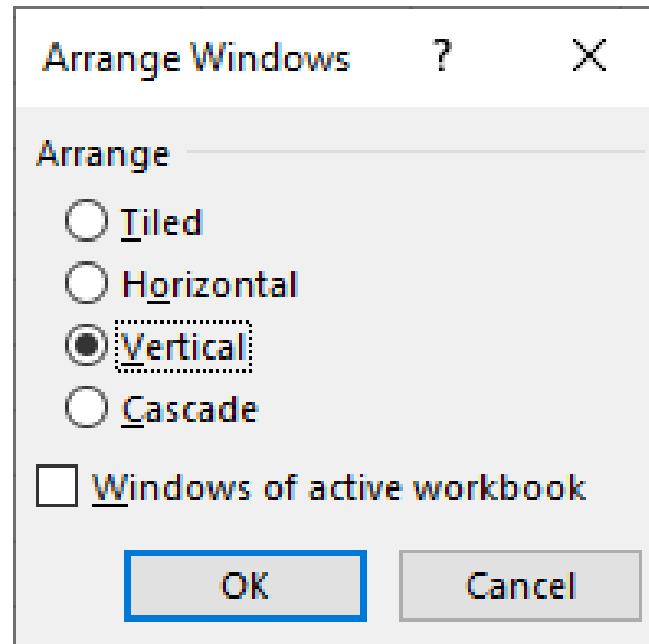 Arrange Windows ?
Arrange
Tiled
Horizontal
Vertical
Cascade
Windows of active workbook
OK Cancel